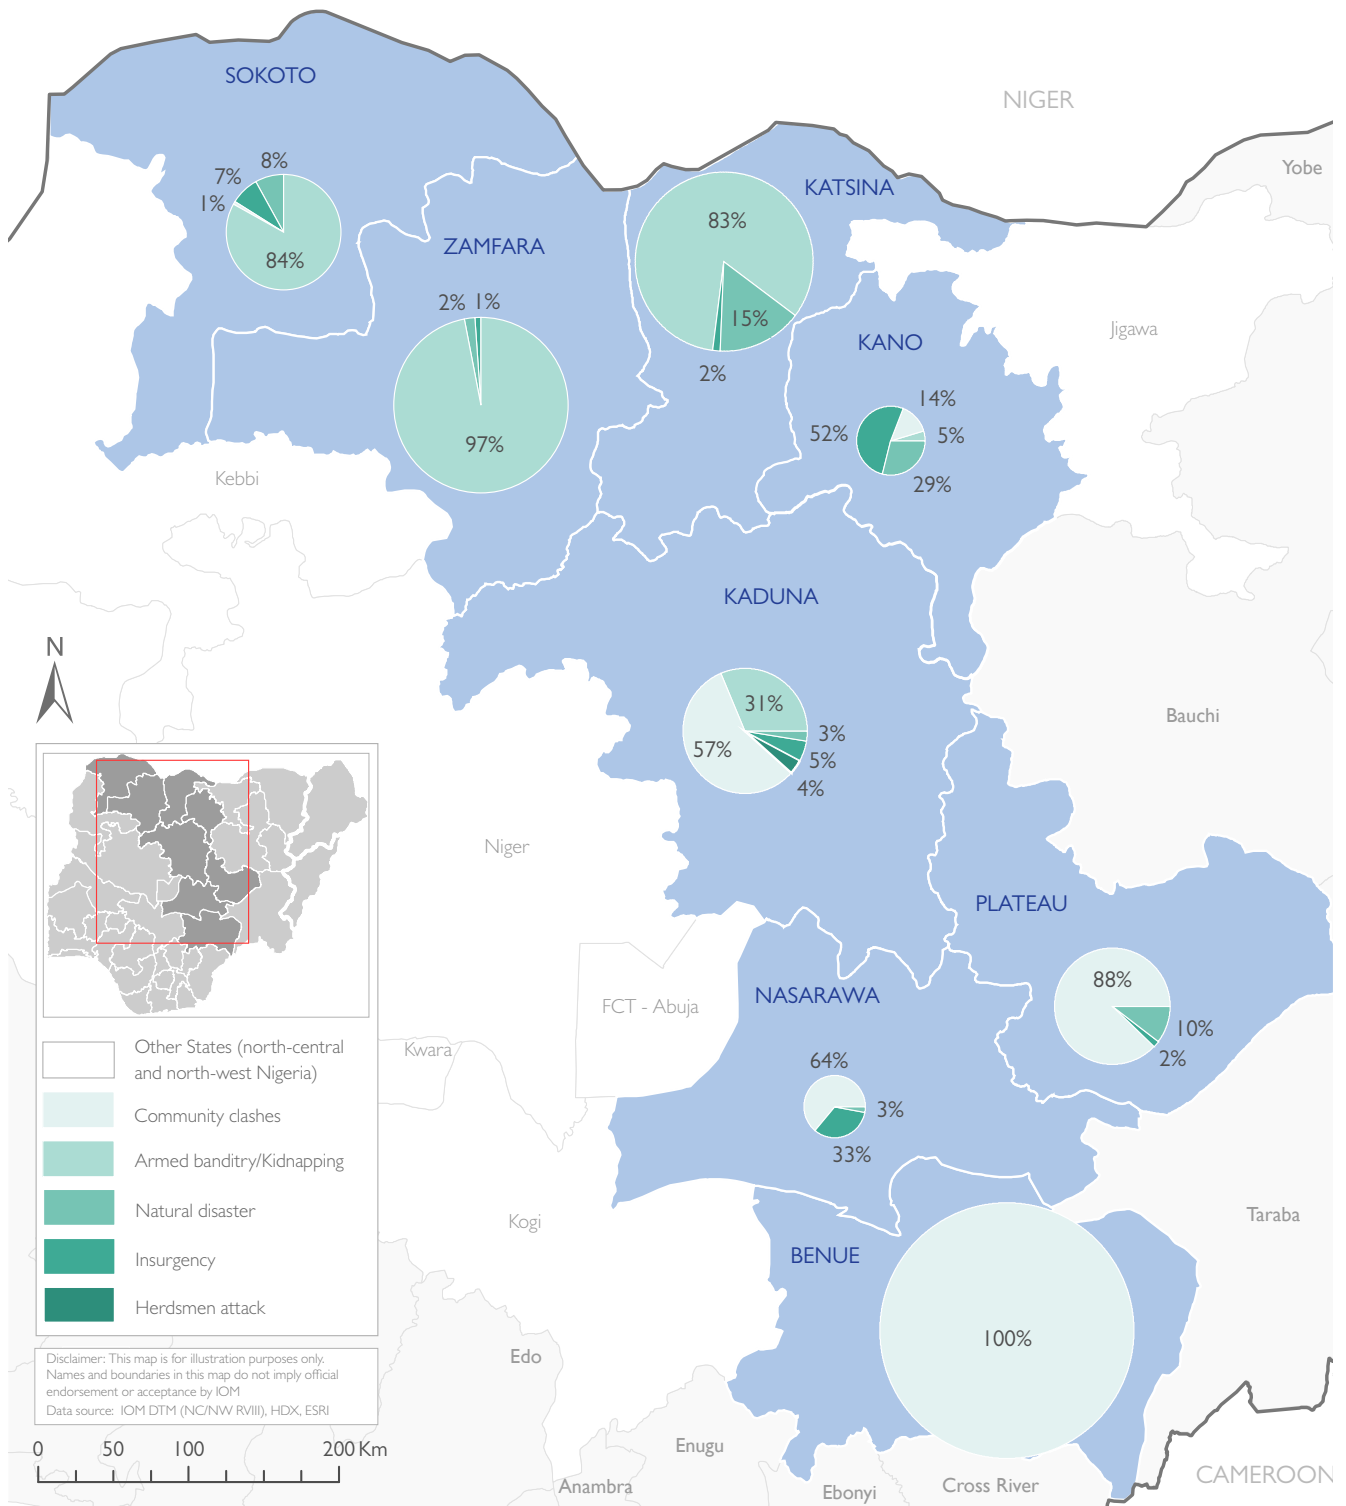 SOKOTO
NIGER
Yobe
KATSINA
8%
7%
1%
84%
83%
15%
2%
ZAMFARA
2%
1%
97%
Jigawa
KANO
14%
52%
5%
29%
Kebbi
KADUNA
31%
3%
57%
5%
4%
N
Bauchi
Niger
PLATEAU
88%
10%
2%
NASARAWA
FCT - Abuja
64%
3%
33%
Kwara
Other States (north-central
and north-west Nigeria)
Community clashes
Armed banditry/Kidnapping
Natural disaster
Insurgency
Herdsmen attack
Kogi
Taraba
BENUE
100%
Edo
Disclaimer: This map is for illustration purposes only.
Names and boundaries in this map do not imply official
endorsement or acceptance by IOM
Data source: IOM DTM (NC/NW RVIII), HDX, ESRI
0 50 100 200 Km
Enugu
Anambra
Ebonyi
Cross River
CAMEROON